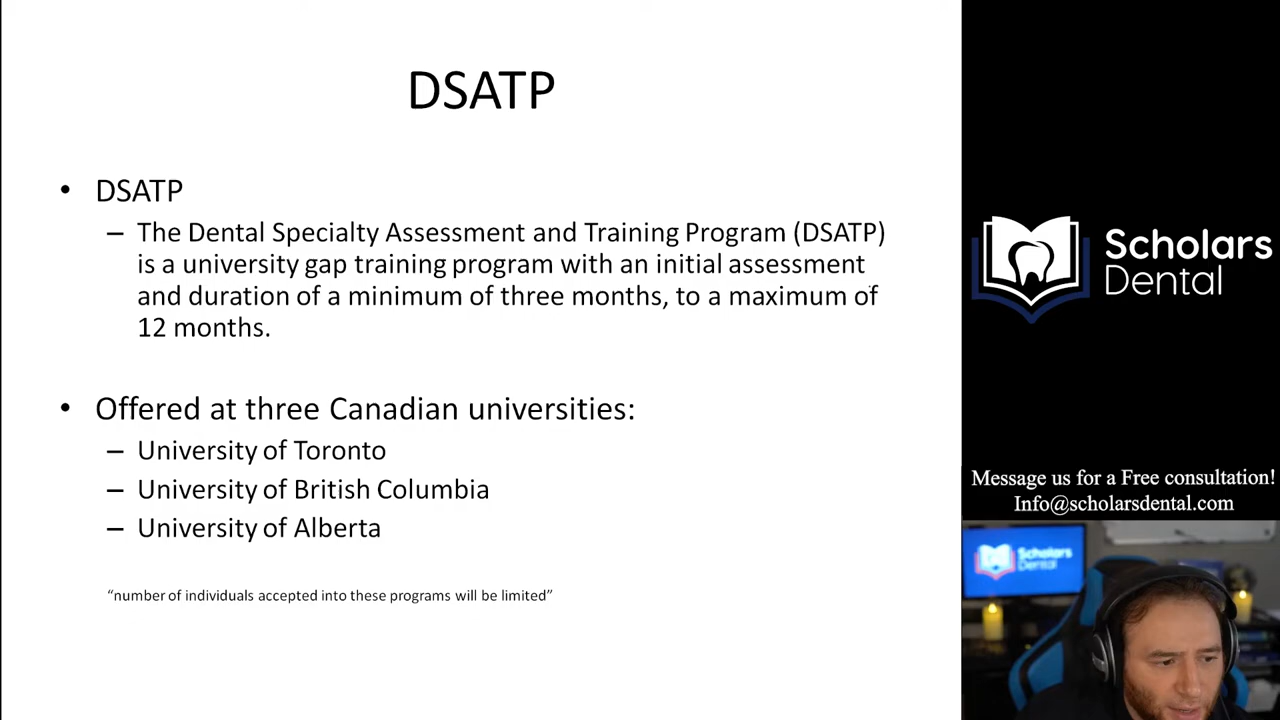 DSATP
• DSATP
– The Dental Specialty Assessment and Training Program (DSATP)
is a university gap training program with an initial assessment
and duration of a minimum of three months, to a maximum of
12 months.
• Offered at three Canadian universities:
– University of Toronto
– University of British Columbia
– University of Alberta
“number of individuals accepted into these programs will be limited”
Scholars
Dental
Message us for a Free consultation!
Info@scholarsdental.com
Scholars
Dental